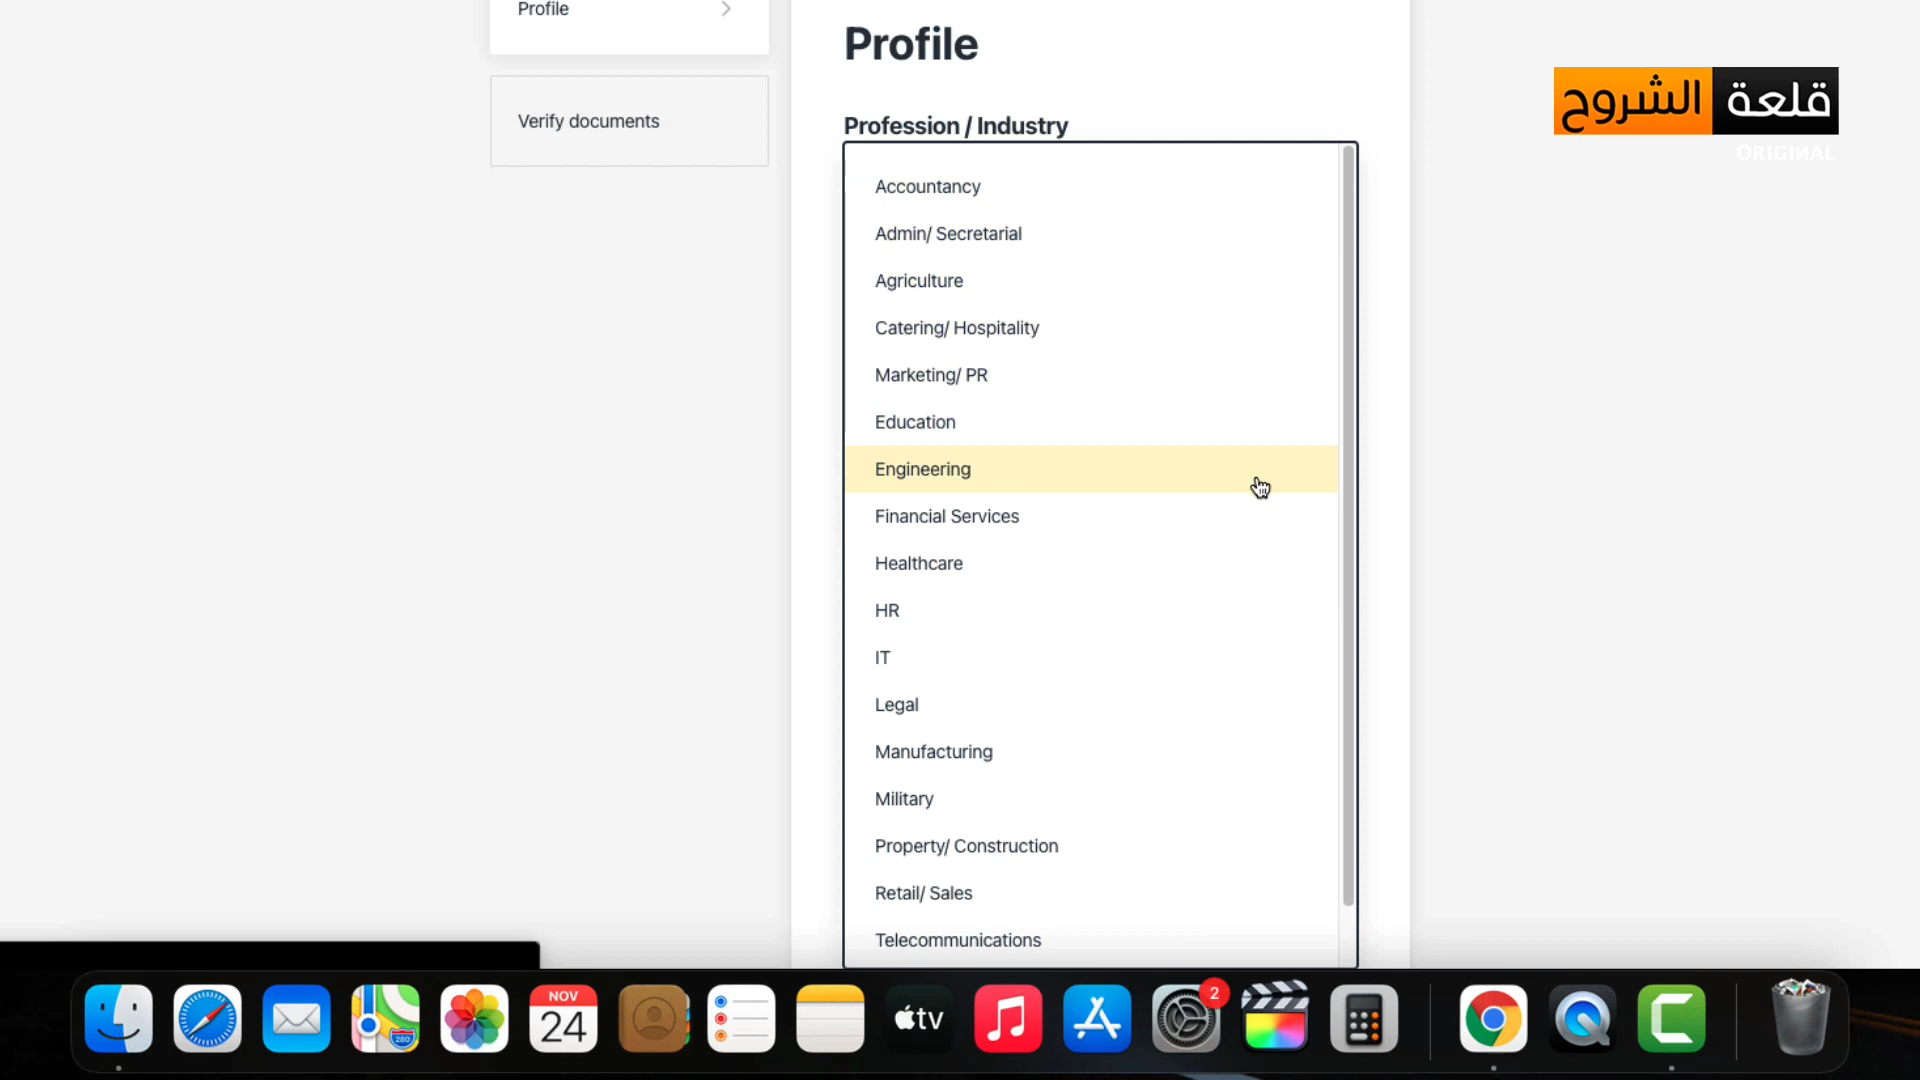 Profile
Profile
قلعة الشروح
ORIGINAL
Verify documents
Profession / Industry
Accountancy
Admin/ Secretarial
Agriculture
Catering/ Hospitality
Marketing/ PR
Education
Engineering
Financial Services
Healthcare
HR
IT
Legal
Manufacturing
Military
Property/ Construction
Retail/ Sales
Telecommunications
NOV
24
280
tv
2